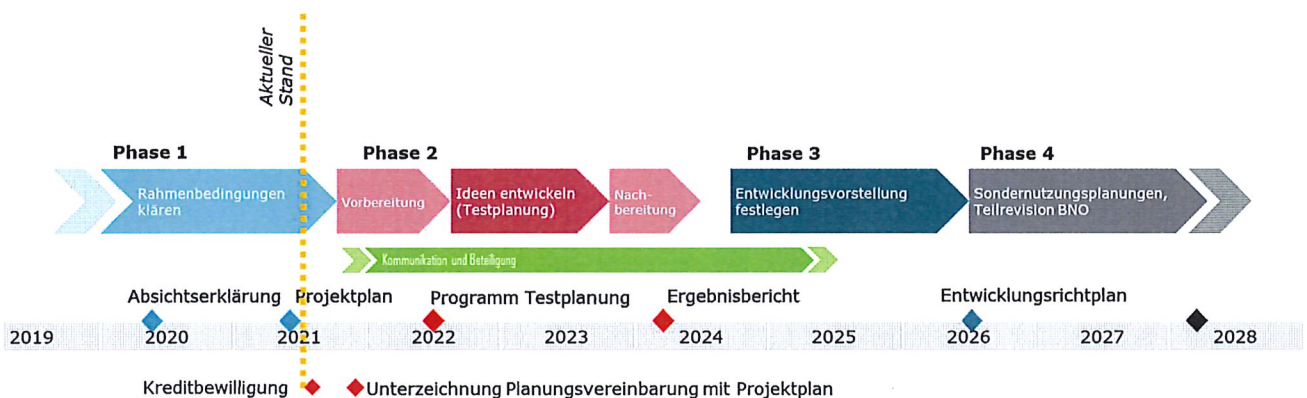 Aktueller
Stand
Phase 1
Phase 2
Phase 3
Phase 4
Rahmenbedingungen
klären
Vorbereitung
Ideen entwickeln
(Testplanung)
Nach-
bereitung
Entwicklungsvorstellung
festlegen
Sondernutzungsplanungen,
Teilrevision BNO
Kommunikation und Beteiligung
Absichtserklärung
Projektplan
Programm Testplanung
Ergebnisbericht
Entwicklungsrichtplan
2019 2020 2021 2022 2023 2024 2025 2026 2027 2028
Kreditbewilligung
Unterzeichnung Planungsvereinbarung mit Projektplan